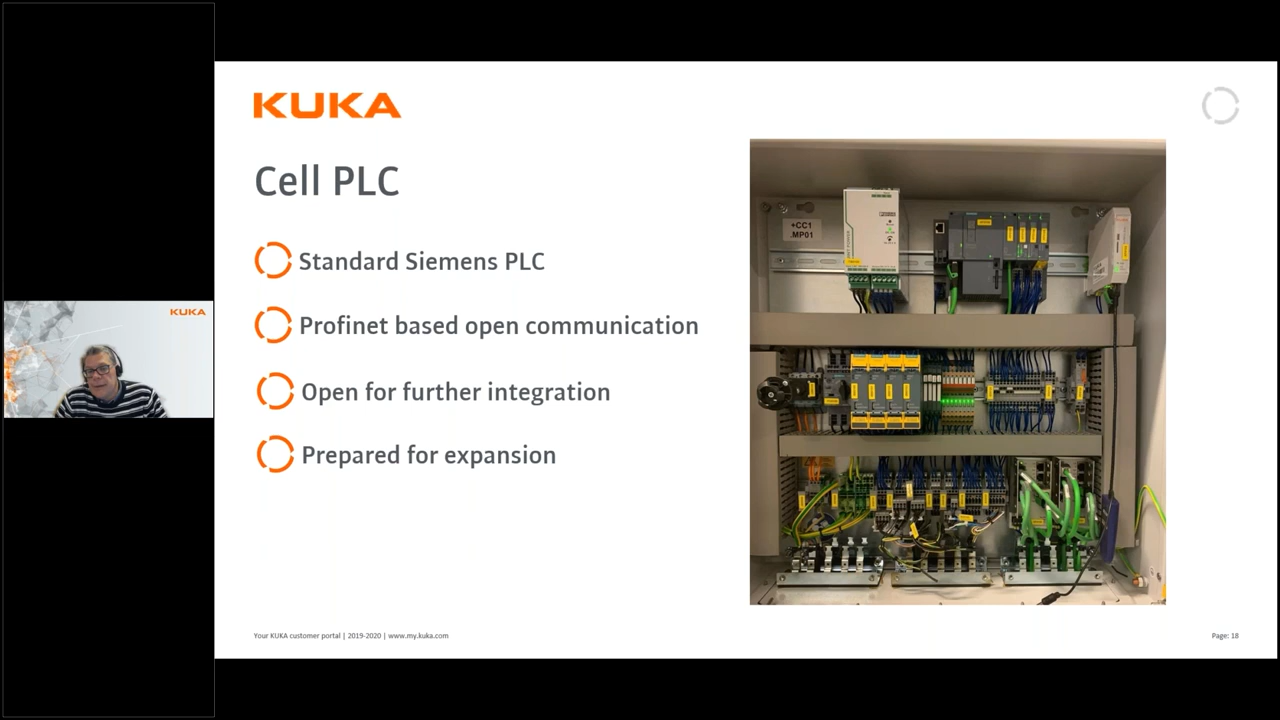 KUKA
Cell PLC
Standard Siemens PLC
Profinet based open communication
Open for further integration
Prepared for expansion
+CC1
.MP01
KUKA
Your KUKA customer portal | 2019-2020 | www.my.kuka.com
Page: 18